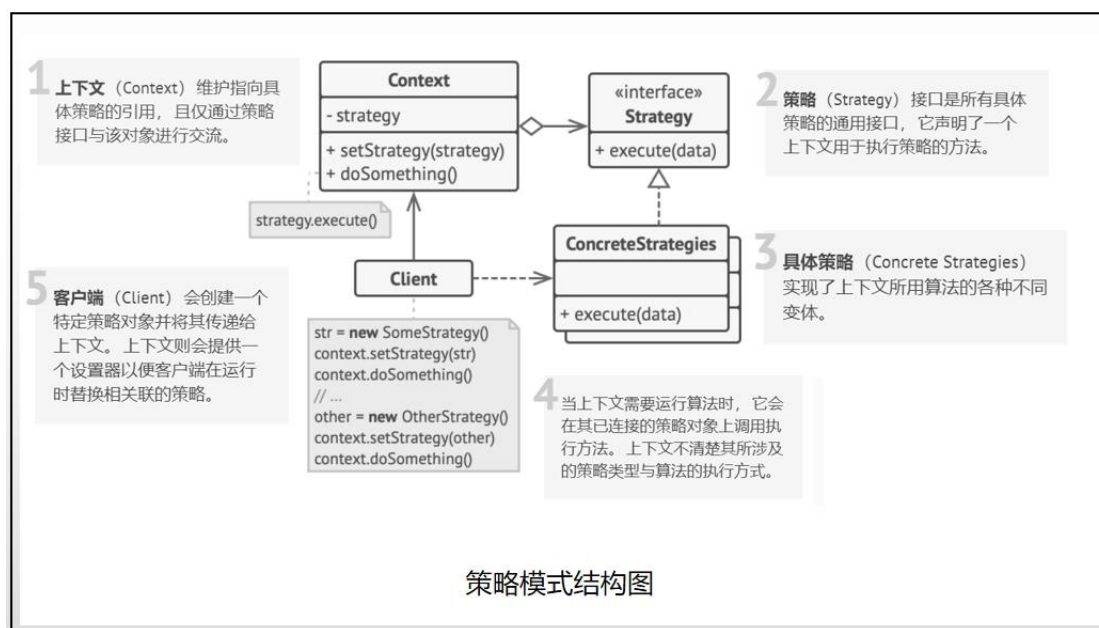 1
上下文 （Context） 维护指向具
体策略的引用，且仅通过策略
接口与该对象进行交流。
Context
- strategy
+ setStrategy(strategy)
+ doSomething()
strategy.execute()
«interface»
Strategy
+ execute(data)
2
策略 （Strategy） 接口是所有具体
策略的通用接口，它声明了一个
上下文用于执行策略的方法。
ConcreteStrategies
+ execute(data)
3
具体策略 （Concrete Strategies）
实现了上下文所用算法的各种不同
变体。
Client
5
客户端 （Client） 会创建一个
特定策略对象并将其传递给
上下文。上下文则会提供一
个设置器以便客户端在运行
时替换相关联的策略。
str = new SomeStrategy()
context.setStrategy(str)
context.doSomething()
// ...
other = new OtherStrategy()
context.setStrategy(other)
context.doSomething()
4
当上下文需要运行算法时，它会
在其已连接的策略对象上调用执
行方法。上下文不清楚其所涉及
的策略类型与算法的执行方式。
策略模式结构图